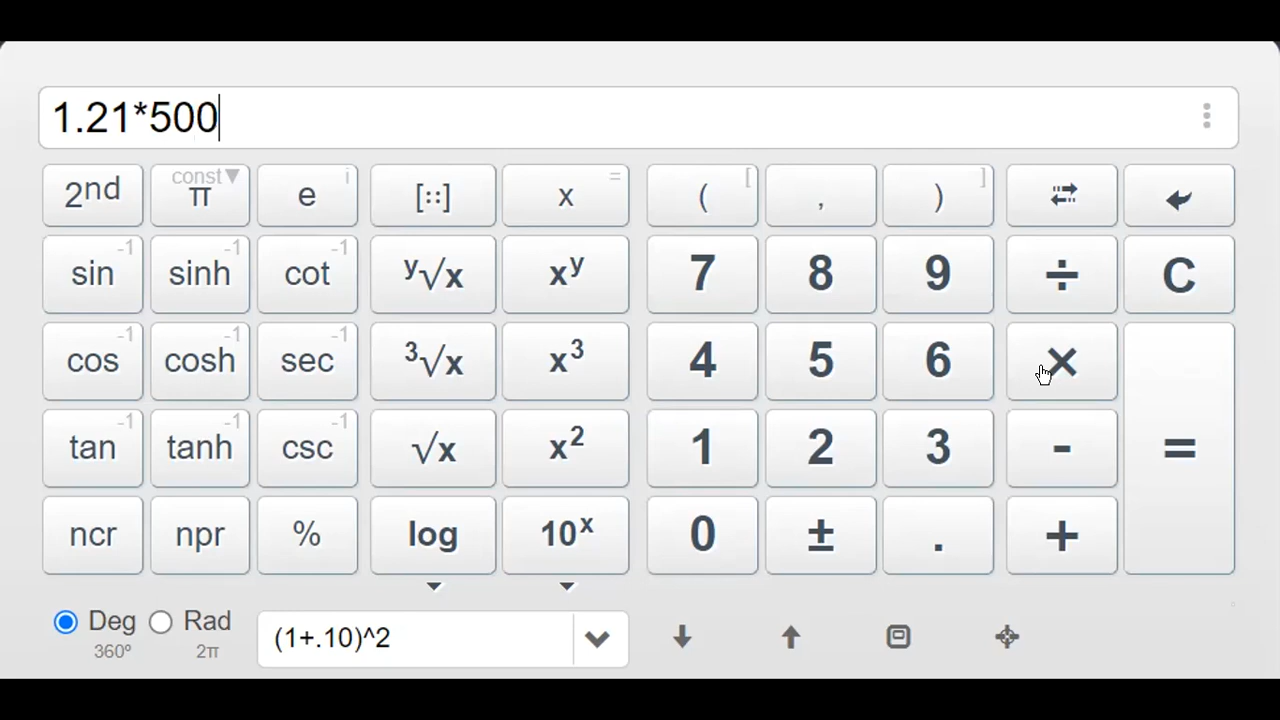 1.21*500
2nd const▼ π e i [::] x = ( [ , ) ]
sin -1 sinh -1 cot -1 ʸ√x xʸ 7 8 9 ÷ C
cos -1 cosh -1 sec -1 ³√x x³ 4 5 6 ×
tan -1 tanh -1 csc -1 √x x² 1 2 3 - =
ncr npr % log 10ˣ 0 ± . +
Deg Rad (1+.10)^2
360º 2π